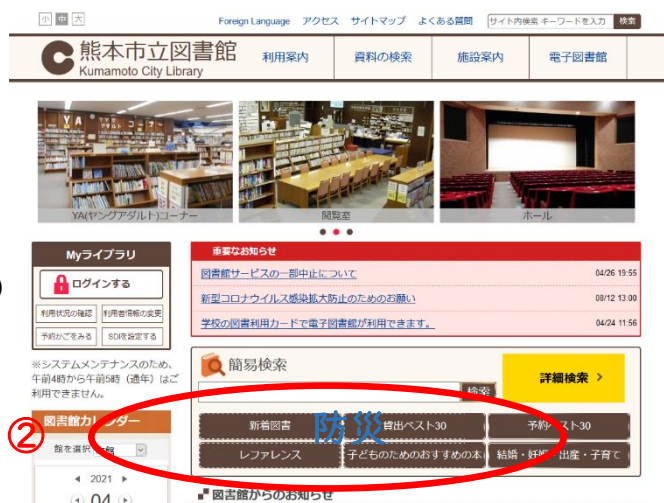 小 中 大 Foreign Language アクセス サイトマップ よくある質問 サイト内検索 キーワードを入力 検索
熊本市立図書館 利用案内 資料の検索 施設案内 電子図書館
Kumamoto City Library
YA ヤングアダルト コーナー
YA(ヤングアダルト)コーナー 閲覧室 ホール
Myライブラリ
ログインする
利用状況の確認 利用者情報の変更
予約かごをみる SDIを設定する
※システムメンテナンスのため、
午前4時から午前5時（通年）はご
利用できません。
重要なお知らせ
図書館サービスの一部中止について 04/26 19:55
新型コロナウイルス感染拡大防止のためのお願い 08/12 13:00
学校の図書利用カードで電子図書館が利用できます。 04/24 11:56
簡易検索
検索
詳細検索 >
新着図書 防災 貸出ベスト30 予約ベスト30
レファレンス 子どものためのおすすめの本 結婚・妊娠・出産・子育て
②
図書館カレンダー
館を選択
2021
04
図書館からのお知らせ